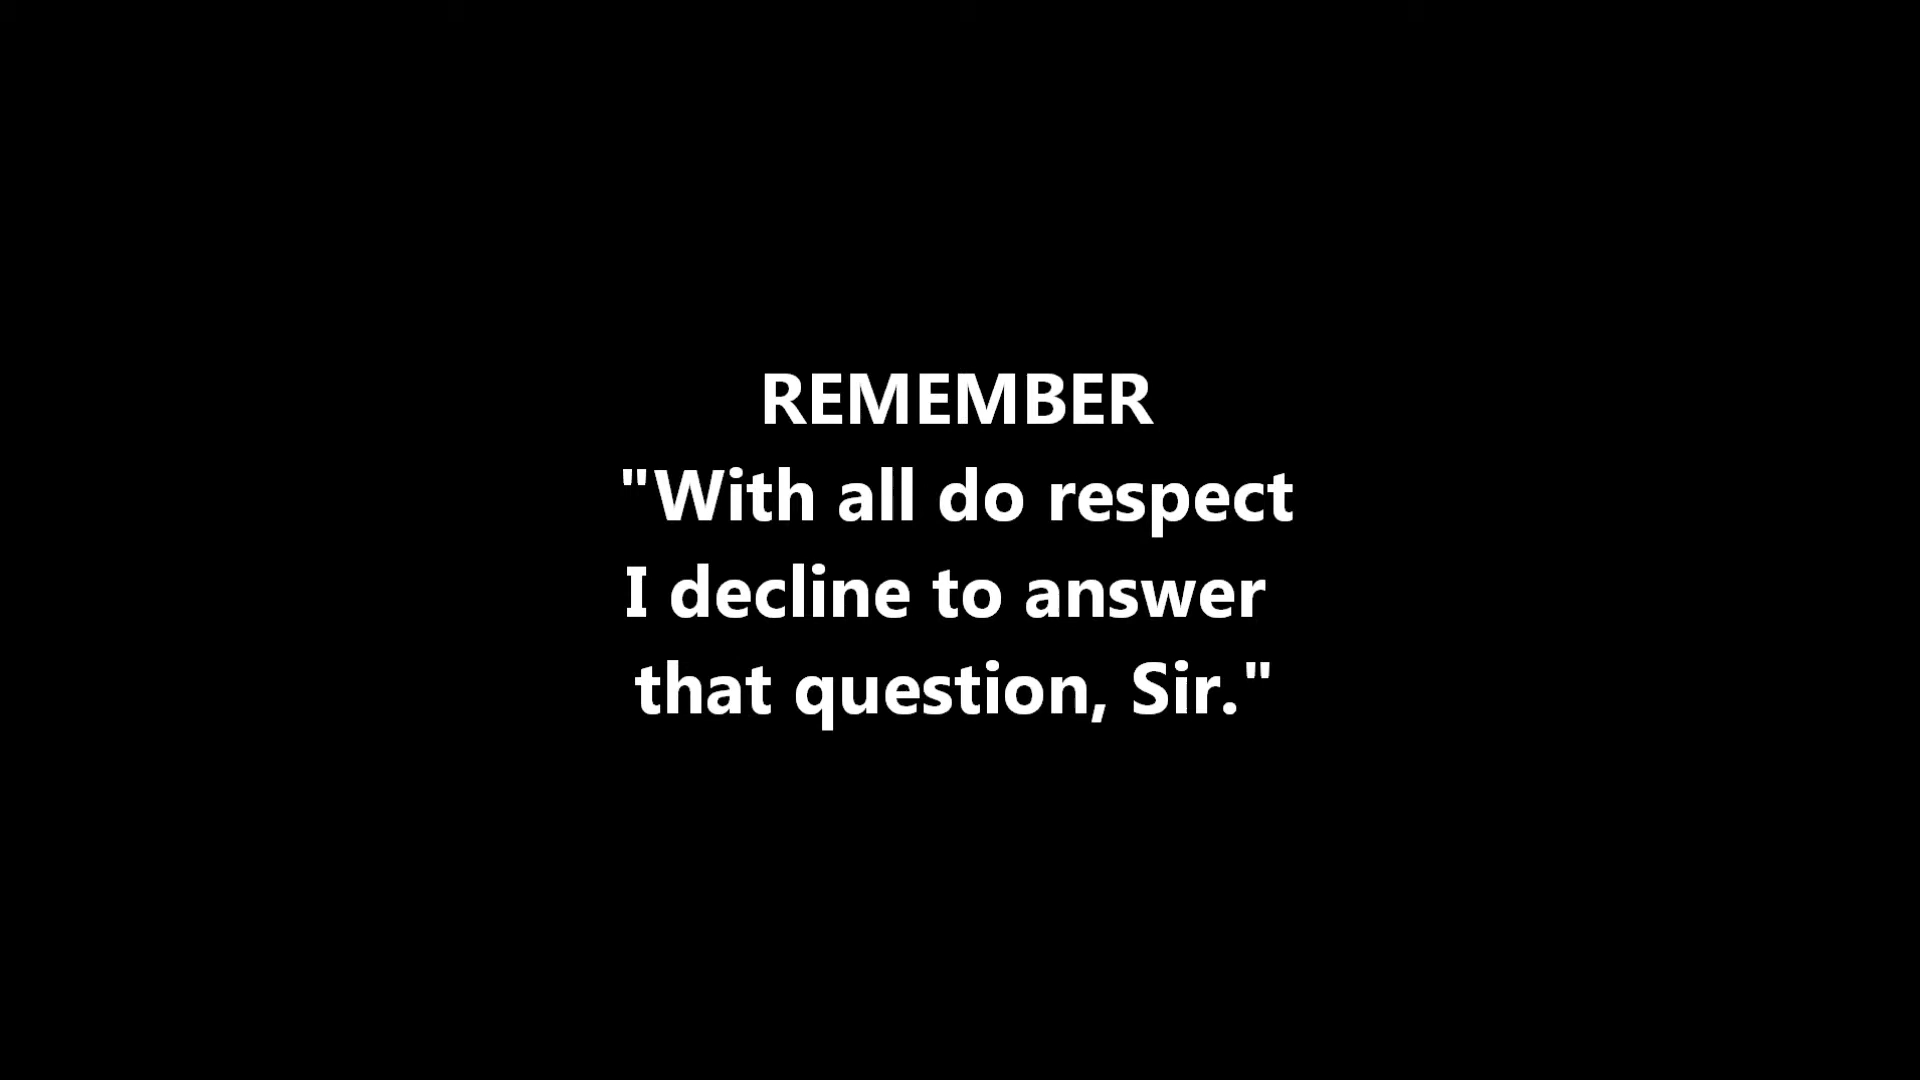 REMEMBER
"With all do respect
I decline to answer
that question, Sir."